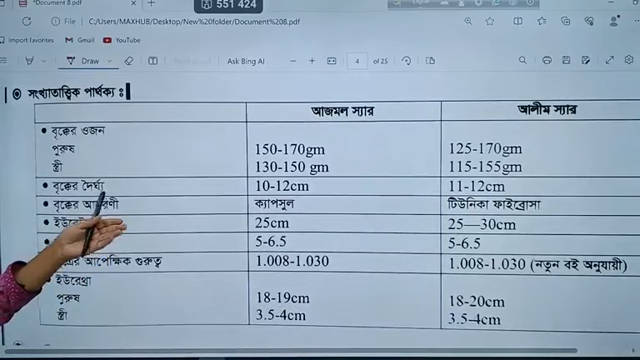 *Document 8.pdf
551 424
File
C:/Users/MAXHUB/Desktop/New%20folder/Document%208.pdf
Import favorites
Gmail
YouTube
Draw
Ask Bing AI
4 of 25
সংখ্যাতাত্ত্বিক পার্থক্য ঃ
আজমল স্যার আলীম স্যার
বৃক্কের ওজন
পুরুষ 150-170gm 125-170gm
স্ত্রী 130-150 gm 115-155gm
বৃক্কের দৈর্ঘ্য 10-12cm 11-12cm
বৃক্কের ক্যাপসুল টিউনিকা ফাইব্রোসা
25cm 25—30cm
5-6.5 5-6.5
আপেক্ষিক গুরুত্ব 1.008-1.030 1.008-1.030 (নতুন বই অনুযায়ী)
ইউরেথ্রা
পুরুষ 18-19cm 18-20cm
স্ত্রী 3.5-4cm 3.5-4cm